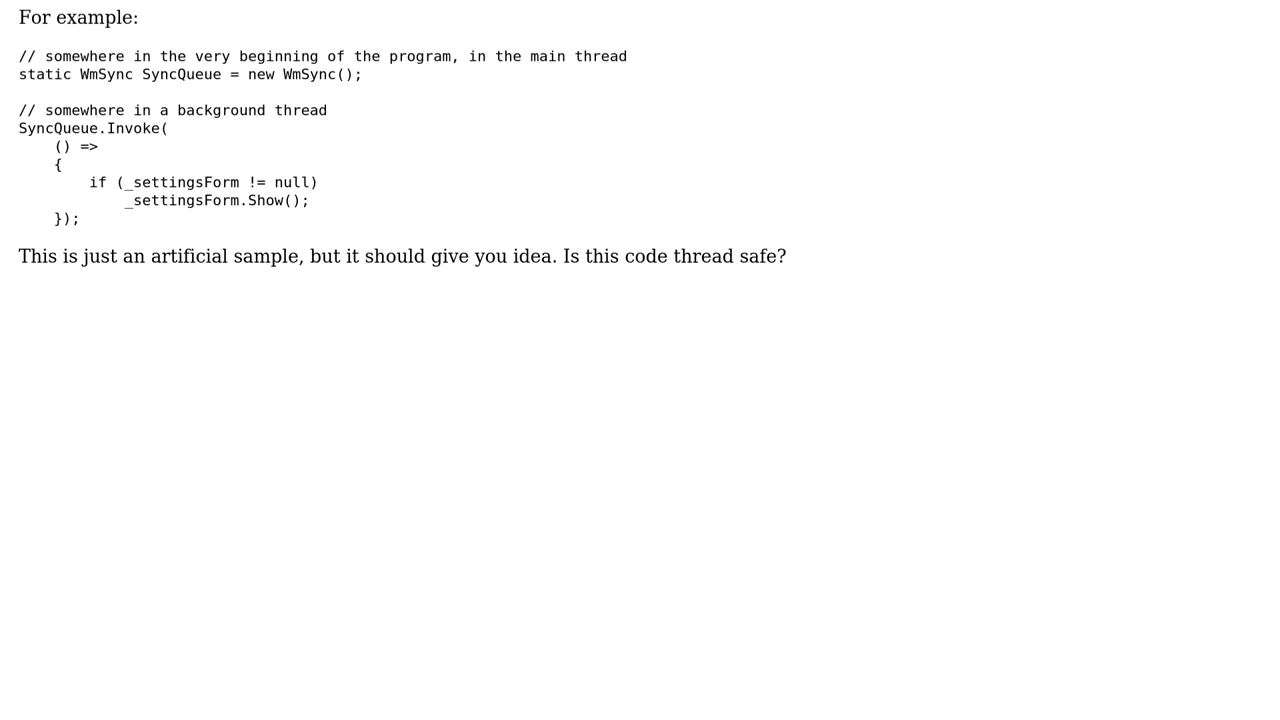 For example:
// somewhere in the very beginning of the program, in the main thread
static WmSync SyncQueue = new WmSync();
// somewhere in a background thread
SyncQueue.Invoke(
    () =>
    {
        if (_settingsForm != null)
            _settingsForm.Show();
    });
This is just an artificial sample, but it should give you idea. Is this code thread safe?